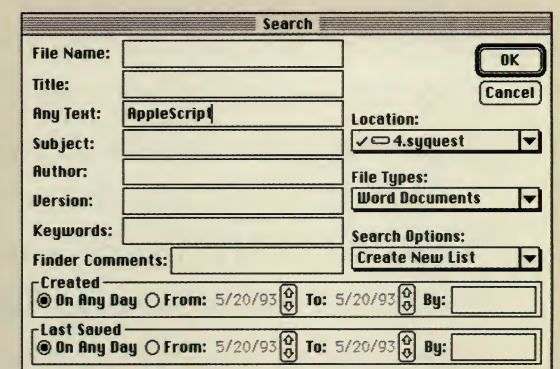 Search
File Name:
OK
Title:
Cancel
Any Text: AppleScript
Location:
Subject:
4.syquest
Author:
File Types:
Version:
Word Documents
Keywords:
Search Options:
Finder Comments:
Create New List
Created
On Any Day From: 5/20/93 To: 5/20/93 By:
Last Saved
On Any Day From: 5/20/93 To: 5/20/93 By: